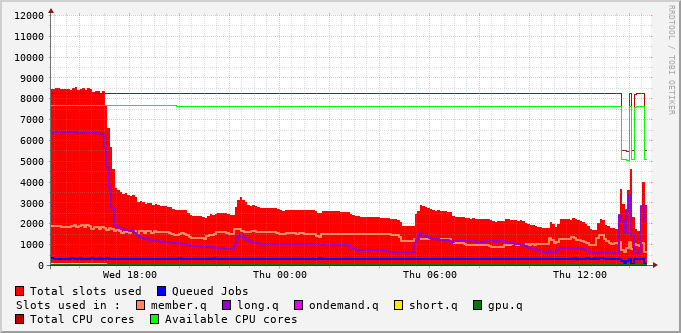 12000
11000
10000
9000
8000
7000
6000
5000
4000
3000
2000
1000
0
Wed 18:00 Thu 00:00 Thu 06:00 Thu 12:00
RRDTOOL / TOBI OETIKER
Total slots used Queued Jobs
Slots used in : member.q long.q ondemand.q short.q gpu.q
Total CPU cores Available CPU cores